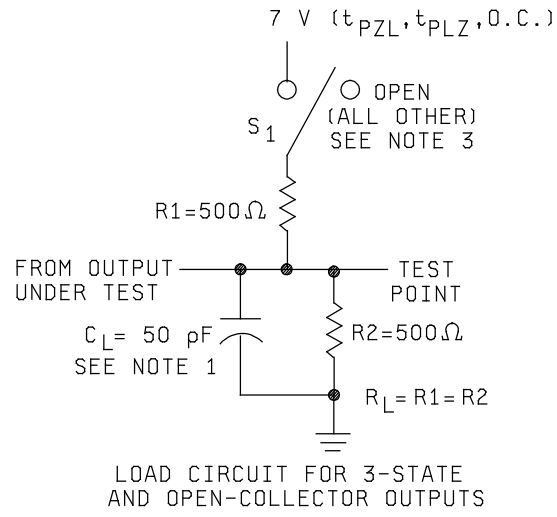 7 V (tPZL,tPLZ,O.C.)
OPEN
(ALL OTHER)
SEE NOTE 3
S1
R1=500Ω
FROM OUTPUT
UNDER TEST
TEST
POINT
CL= 50 pF
SEE NOTE 1
R2=500Ω
RL=R1=R2
LOAD CIRCUIT FOR 3-STATE
AND OPEN-COLLECTOR OUTPUTS